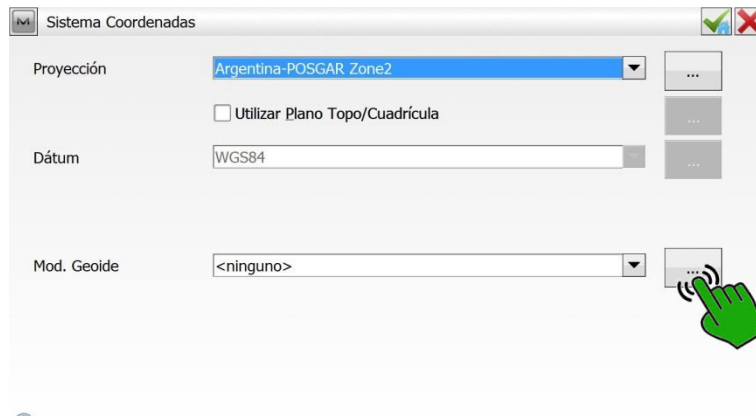 Sistema Coordenadas
Proyección Argentina-POSGAR Zone2 ...
Utilizar Plano Topo/Cuadrícula ...
Dátum WGS84 ...
Mod. Geoide <ninguno> ...